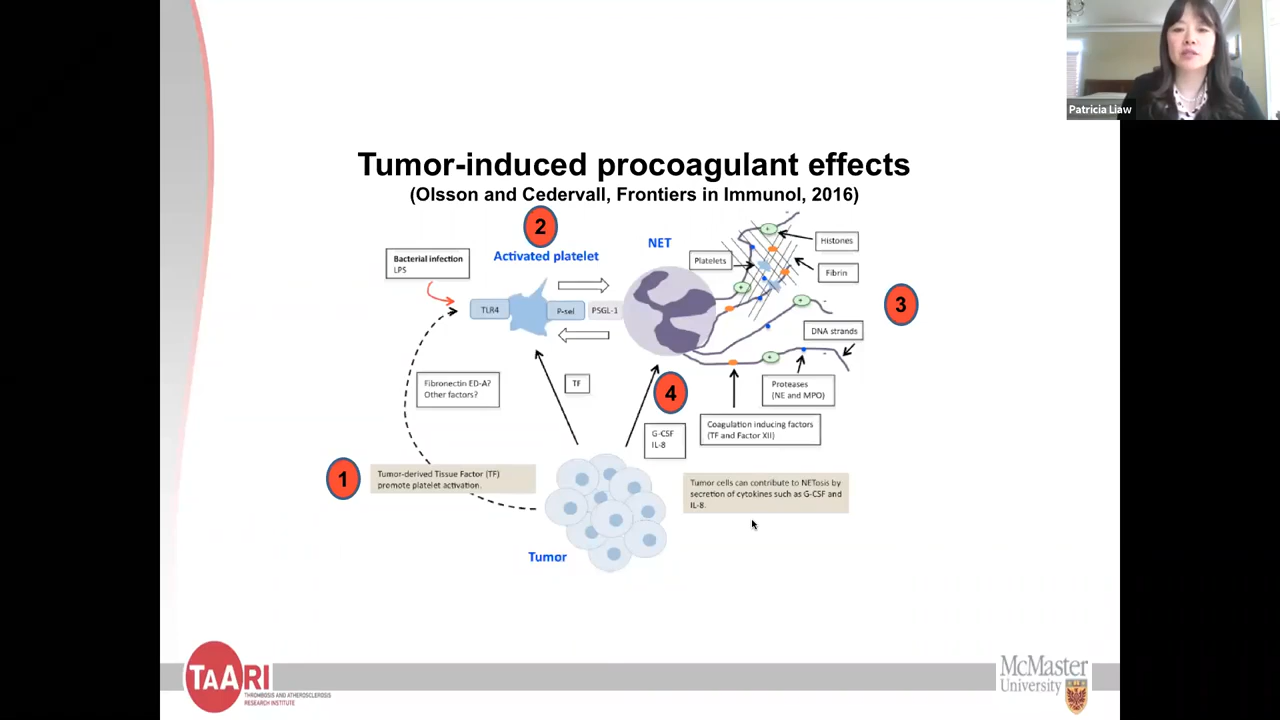 Patricia Liaw
Tumor-induced procoagulant effects
(Olsson and Cedervall, Frontiers in Immunol, 2016)
2
Activated platelet
NET
Bacterial infection
LPS
Platelets
Histones
Fibrin
TLR4
P-sel
PSGL-1
3
DNA strands
Fibronectin ED-A?
Other factors?
TF
4
Proteases
(NE and MPO)
G-CSF
IL-8
Coagulation inducing factors
(TF and Factor XII)
1
Tumor-derived Tissue Factor (TF)
promote platelet activation.
Tumor cells can contribute to NETosis by
secretion of cytokines such as G-CSF and
IL-8.
Tumor
TAARI
THROMBOSIS AND ATHEROSCLEROSIS
RESEARCH INSTITUTE
McMaster
University